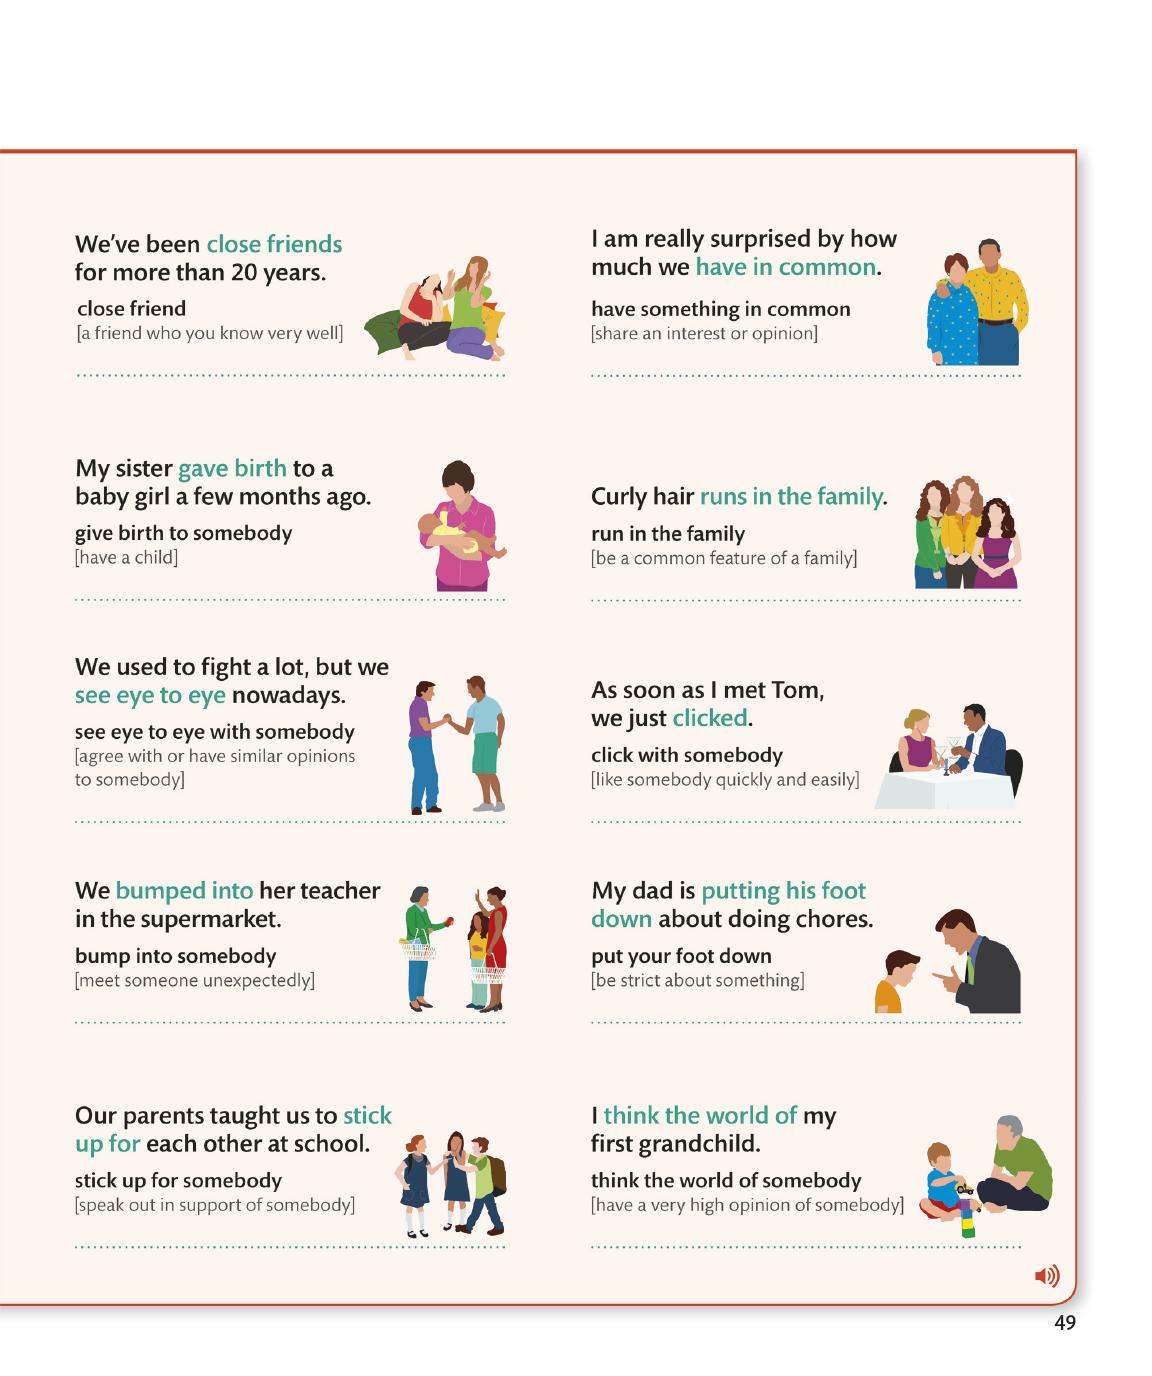 We’ve been close friends
for more than 20 years.
close friend
[a friend who you know very well]
I am really surprised by how
much we have in common.
have something in common
[share an interest or opinion]
My sister gave birth to a
baby girl a few months ago.
give birth to somebody
[have a child]
Curly hair runs in the family.
run in the family
[be a common feature of a family]
We used to fight a lot, but we
see eye to eye nowadays.
see eye to eye with somebody
[agree with or have similar opinions
to somebody]
As soon as I met Tom,
we just clicked.
click with somebody
[like somebody quickly and easily]
We bumped into her teacher
in the supermarket.
bump into somebody
[meet someone unexpectedly]
My dad is putting his foot
down about doing chores.
put your foot down
[be strict about something]
Our parents taught us to stick
up for each other at school.
stick up for somebody
[speak out in support of somebody]
I think the world of my
first grandchild.
think the world of somebody
[have a very high opinion of somebody]
49